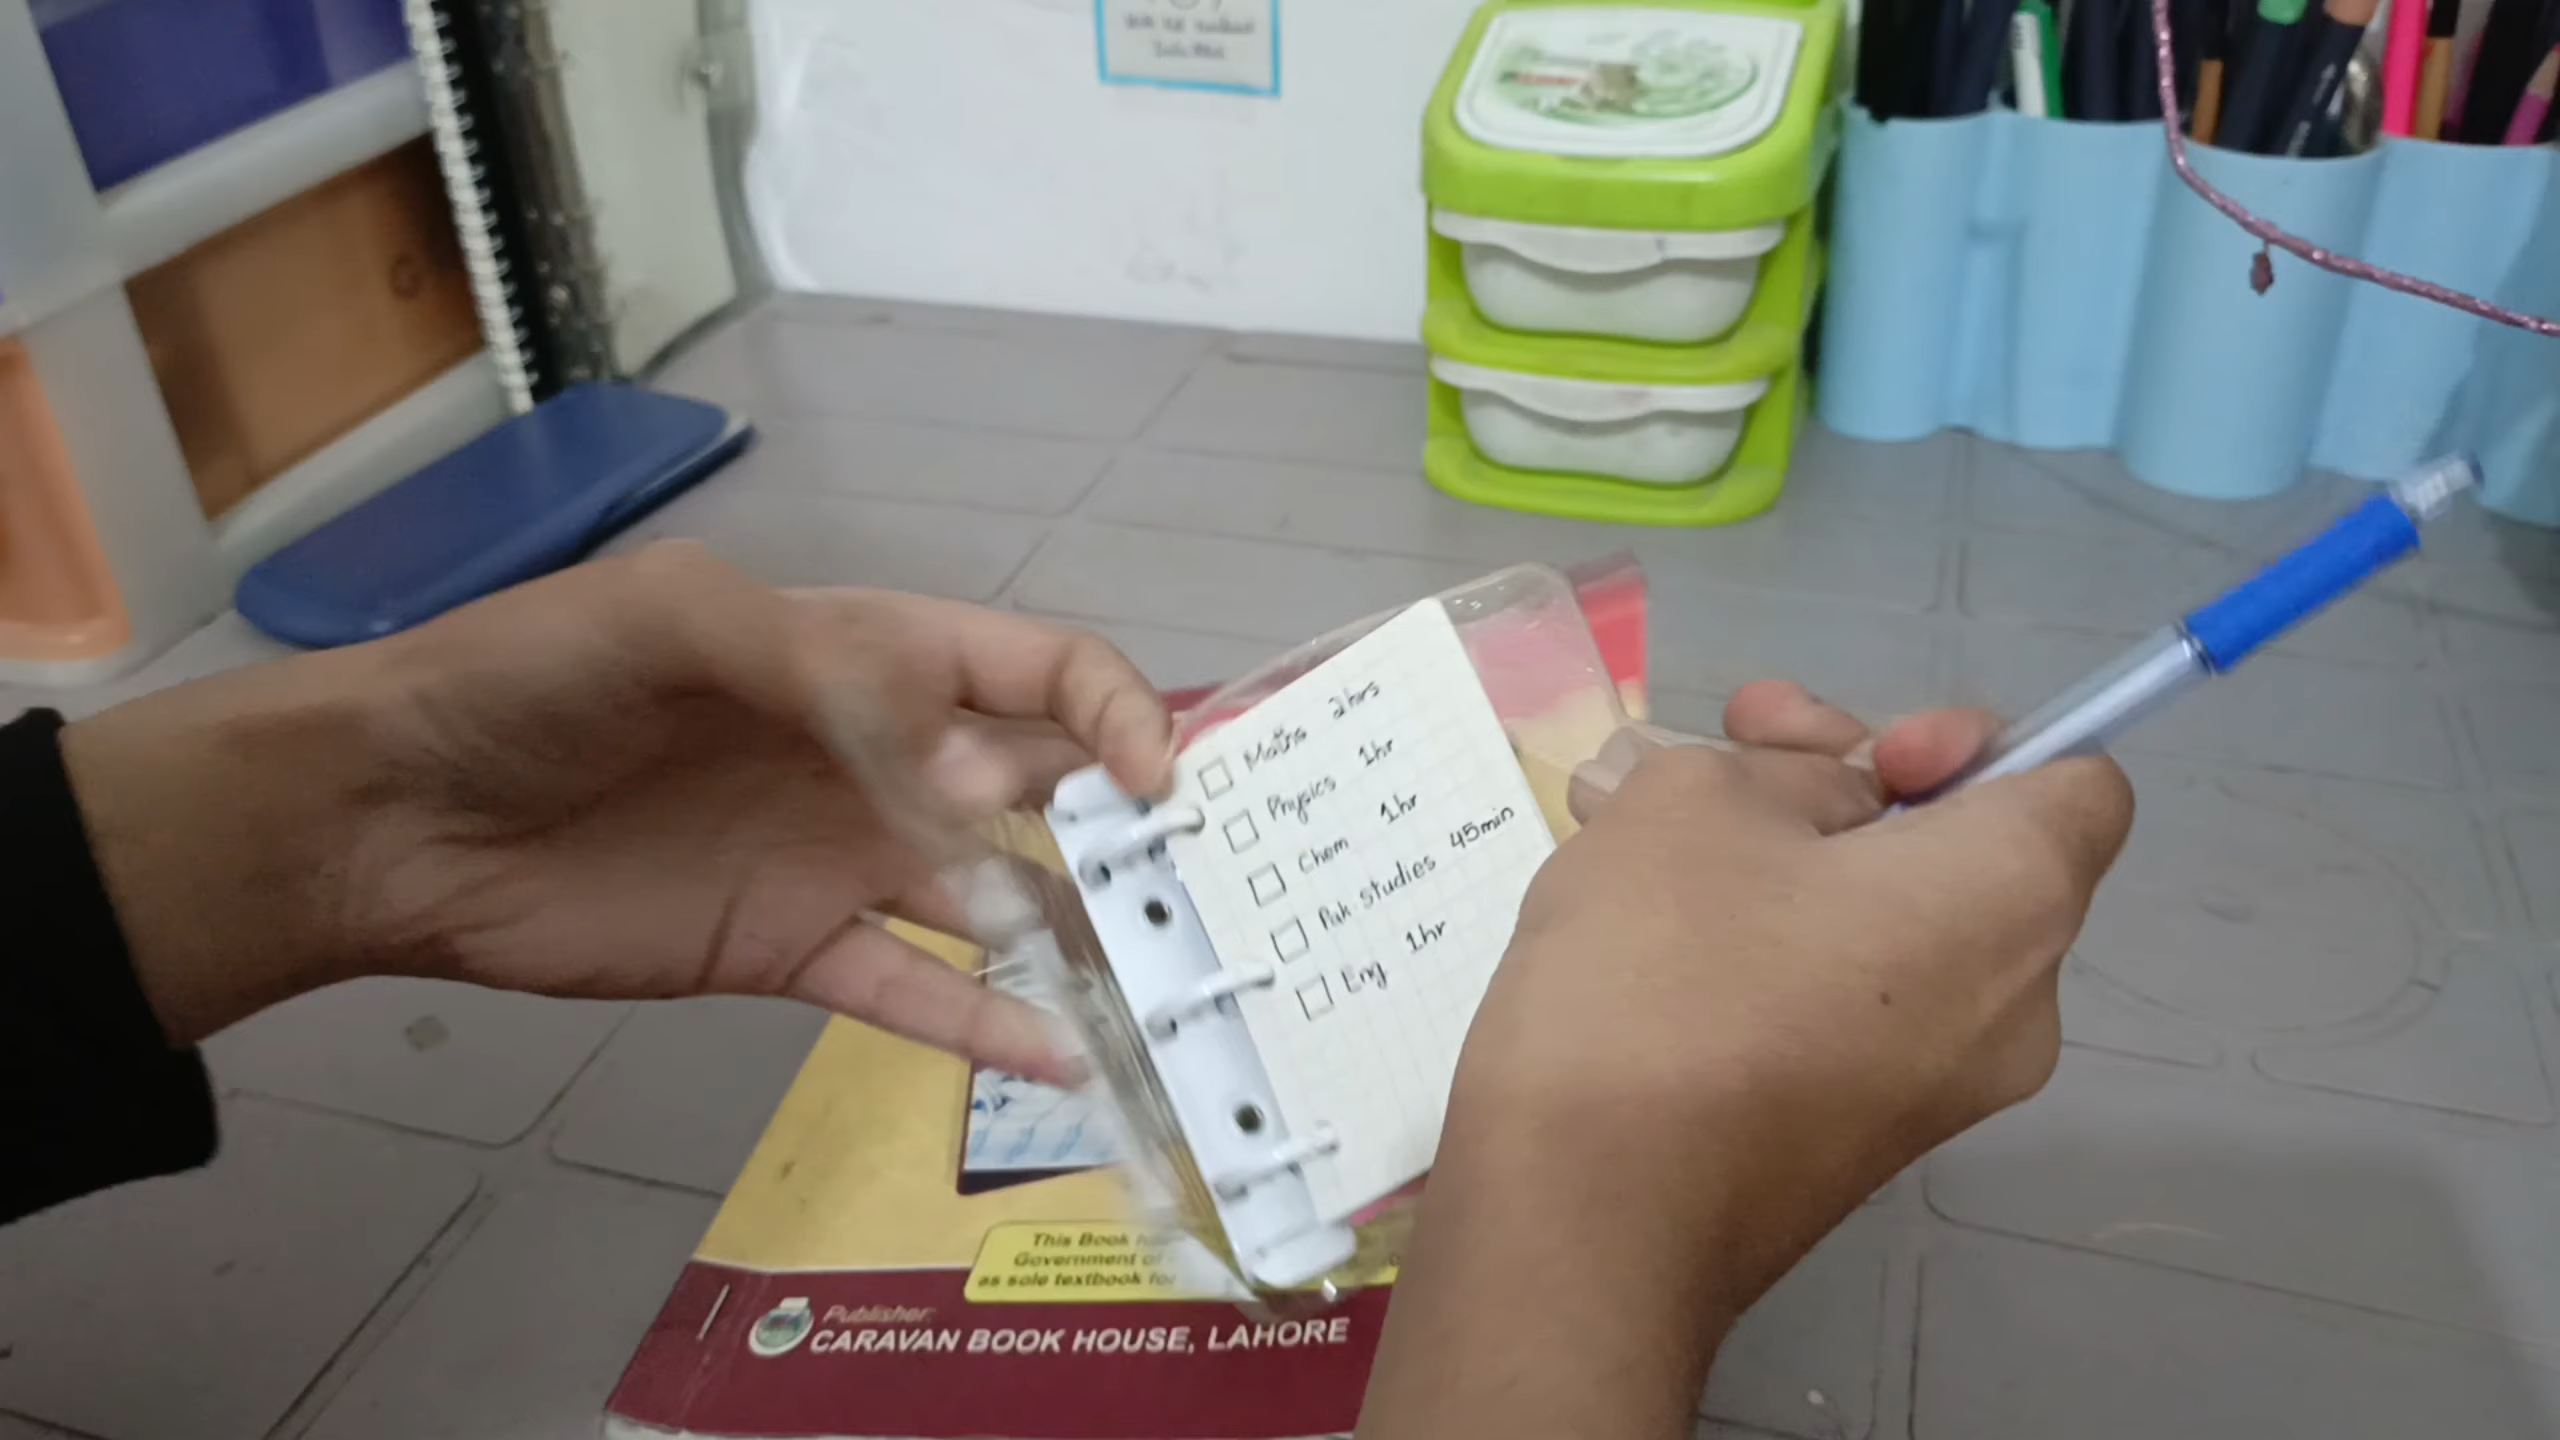 Maths 2hrs
Physics 1hr
Chem 1hr
Pak. studies 45min
Eng 1hr
This Book
Government of
as sole textbook for
Publisher:
CARAVAN BOOK HOUSE, LAHORE